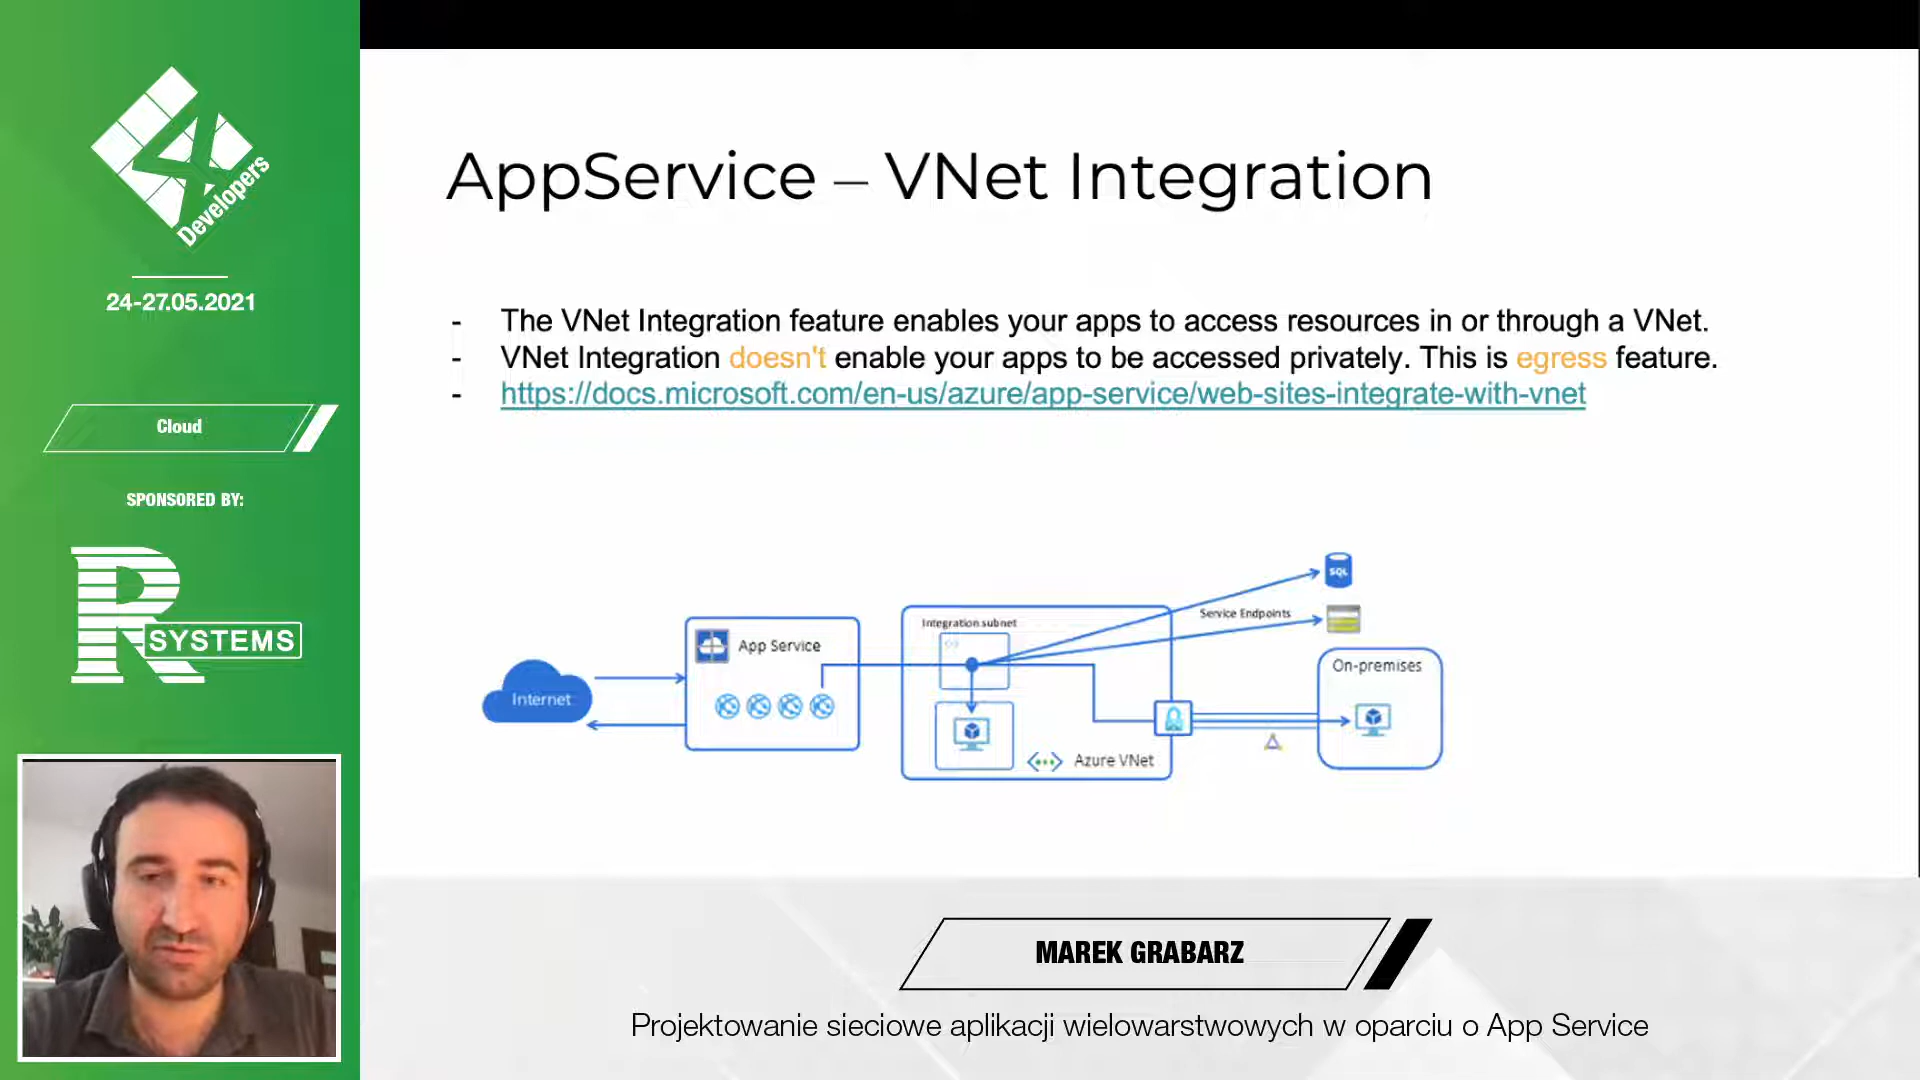 4
Developers
24-27.05.2021
Cloud
SPONSORED BY:
R
SYSTEMS
AppService – VNet Integration
- The VNet Integration feature enables your apps to access resources in or through a VNet.
- VNet Integration doesn't enable your apps to be accessed privately. This is egress feature.
- https://docs.microsoft.com/en-us/azure/app-service/web-sites-integrate-with-vnet
Internet
App Service
Integration subnet
Azure VNet
Service Endpoints
SQL
On-premises
MAREK GRABARZ
Projektowanie sieciowe aplikacji wielowarstwowych w oparciu o App Service